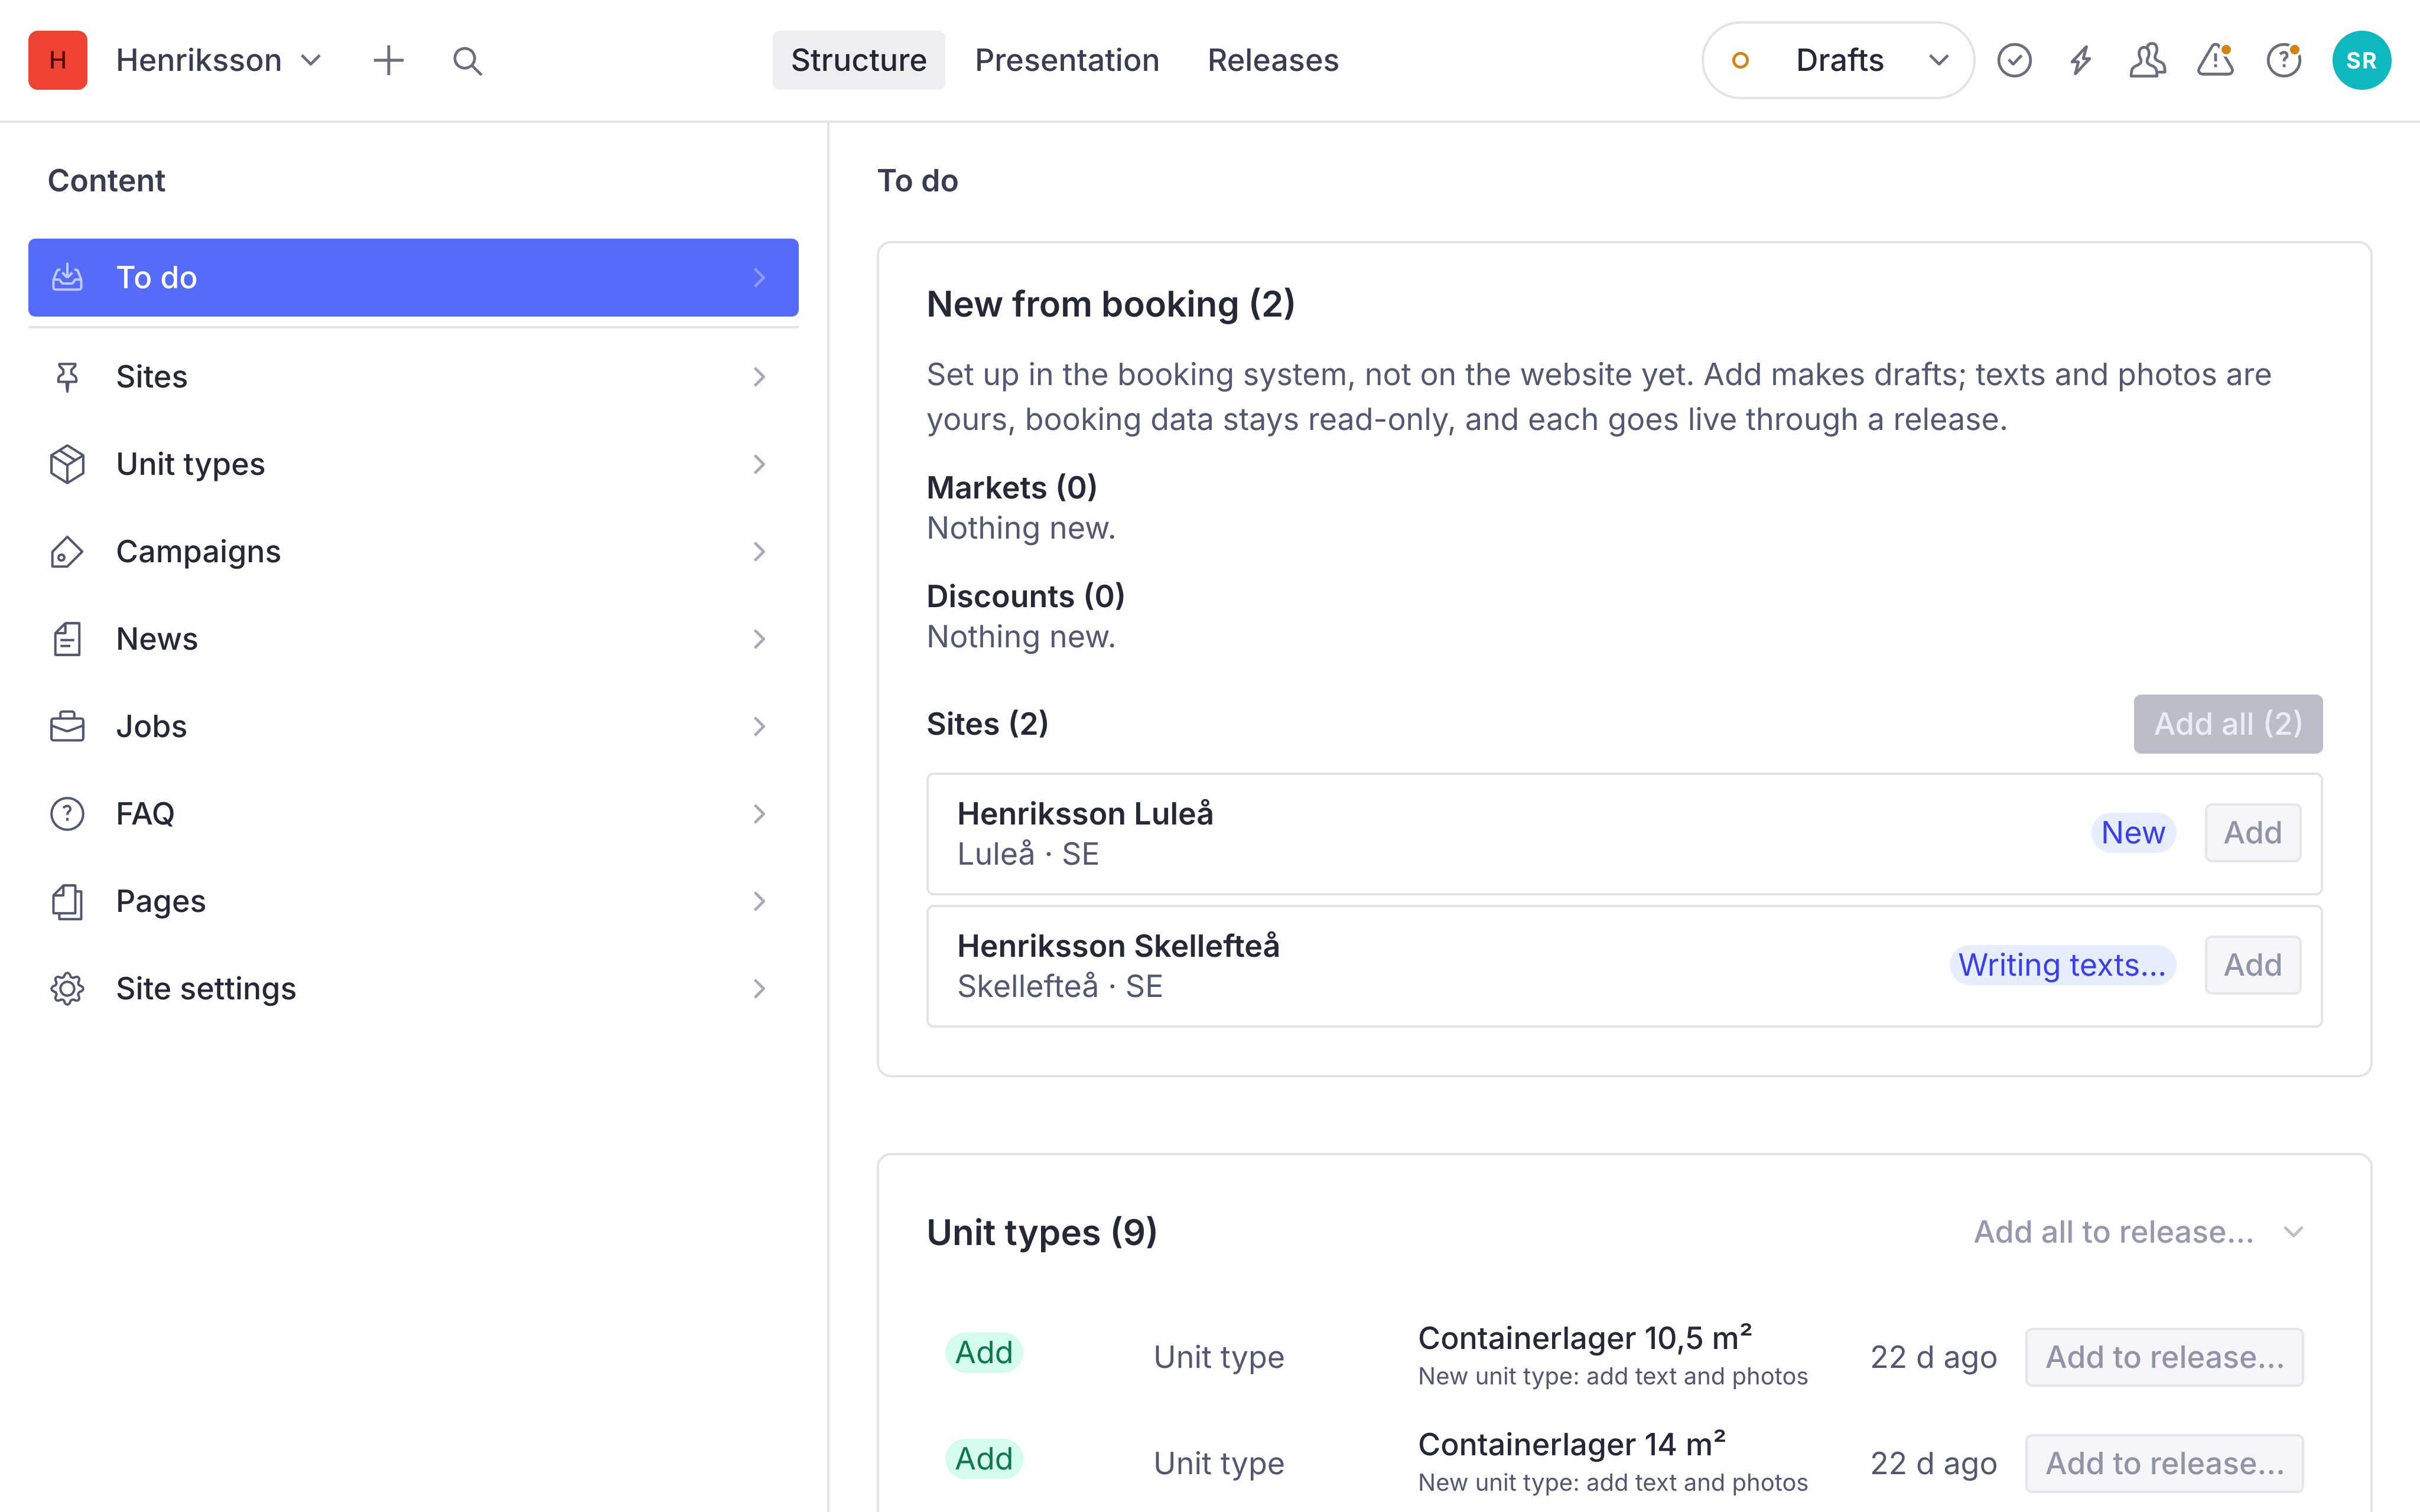 H Henriksson Structure Presentation Releases Drafts SR
Content
To do
Sites
Unit types
Campaigns
News
Jobs
FAQ
Pages
Site settings
To do
New from booking (2)
Set up in the booking system, not on the website yet. Add makes drafts; texts and photos are
yours, booking data stays read-only, and each goes live through a release.
Markets (0)
Nothing new.
Discounts (0)
Nothing new.
Sites (2) Add all (2)
Henriksson Luleå
Luleå · SE
New Add
Henriksson Skellefteå
Skellefteå · SE
Writing texts... Add
Unit types (9) Add all to release...
Add Unit type Containerlager 10,5 m² 22 d ago Add to release...
New unit type: add text and photos
Add Unit type Containerlager 14 m² 22 d ago Add to release...
New unit type: add text and photos